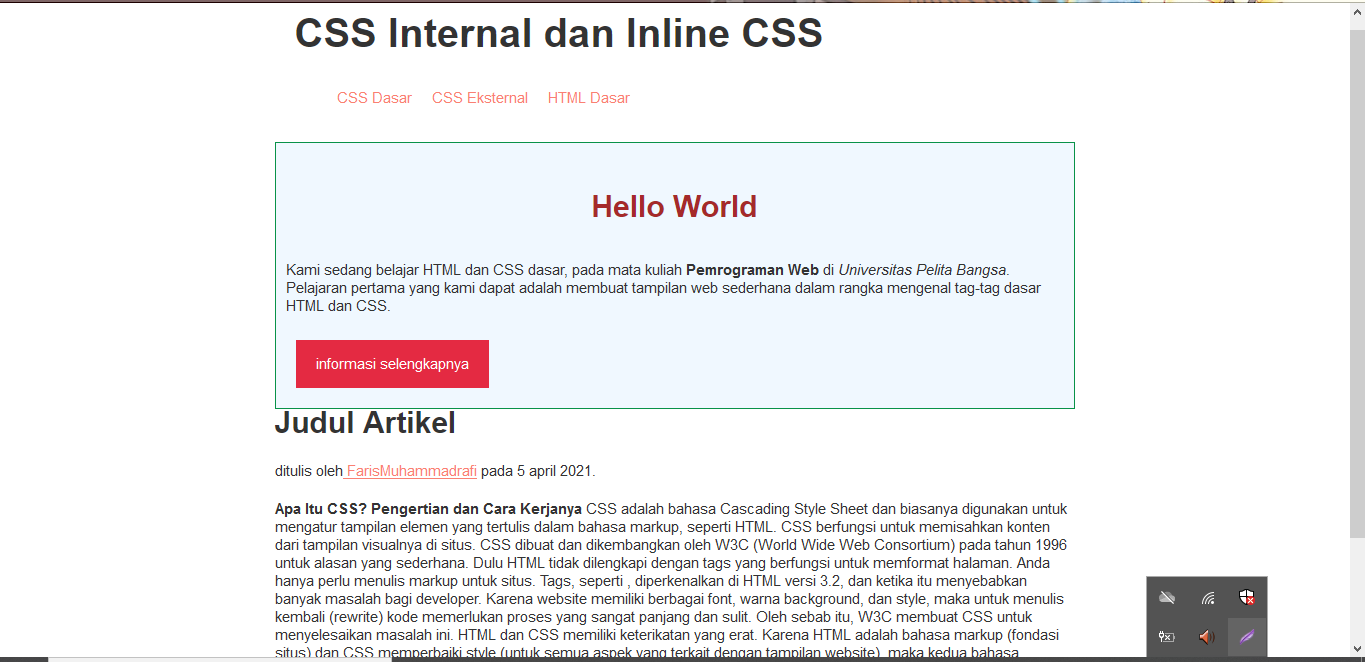 CSS Internal dan Inline CSS
CSS Dasar CSS Eksternal HTML Dasar
Hello World
Kami sedang belajar HTML dan CSS dasar, pada mata kuliah Pemrograman Web di Universitas Pelita Bangsa.
Pelajaran pertama yang kami dapat adalah membuat tampilan web sederhana dalam rangka mengenal tag-tag dasar
HTML dan CSS.
informasi selengkapnya
Judul Artikel
ditulis oleh FarisMuhammadrafi pada 5 april 2021.
Apa Itu CSS? Pengertian dan Cara Kerjanya CSS adalah bahasa Cascading Style Sheet dan biasanya digunakan untuk
mengatur tampilan elemen yang tertulis dalam bahasa markup, seperti HTML. CSS berfungsi untuk memisahkan konten
dari tampilan visualnya di situs. CSS dibuat dan dikembangkan oleh W3C (World Wide Web Consortium) pada tahun 1996
untuk alasan yang sederhana. Dulu HTML tidak dilengkapi dengan tags yang berfungsi untuk memformat halaman. Anda
hanya perlu menulis markup untuk situs. Tags, seperti , diperkenalkan di HTML versi 3.2, dan ketika itu menyebabkan
banyak masalah bagi developer. Karena website memiliki berbagai font, warna background, dan style, maka untuk menulis
kembali (rewrite) kode memerlukan proses yang sangat panjang dan sulit. Oleh sebab itu, W3C membuat CSS untuk
menyelesaikan masalah ini. HTML dan CSS memiliki keterikatan yang erat. Karena HTML adalah bahasa markup (fondasi
situs) dan CSS memperbaiki style (untuk semua aspek yang terkait dengan tampilan website), maka kedua bahasa